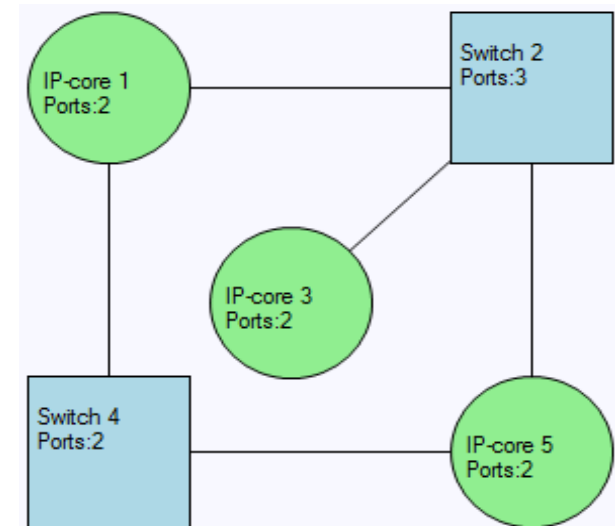 IP-core 1
Ports:2
Switch 2
Ports:3
IP-core 3
Ports:2
Switch 4
Ports:2
IP-core 5
Ports:2